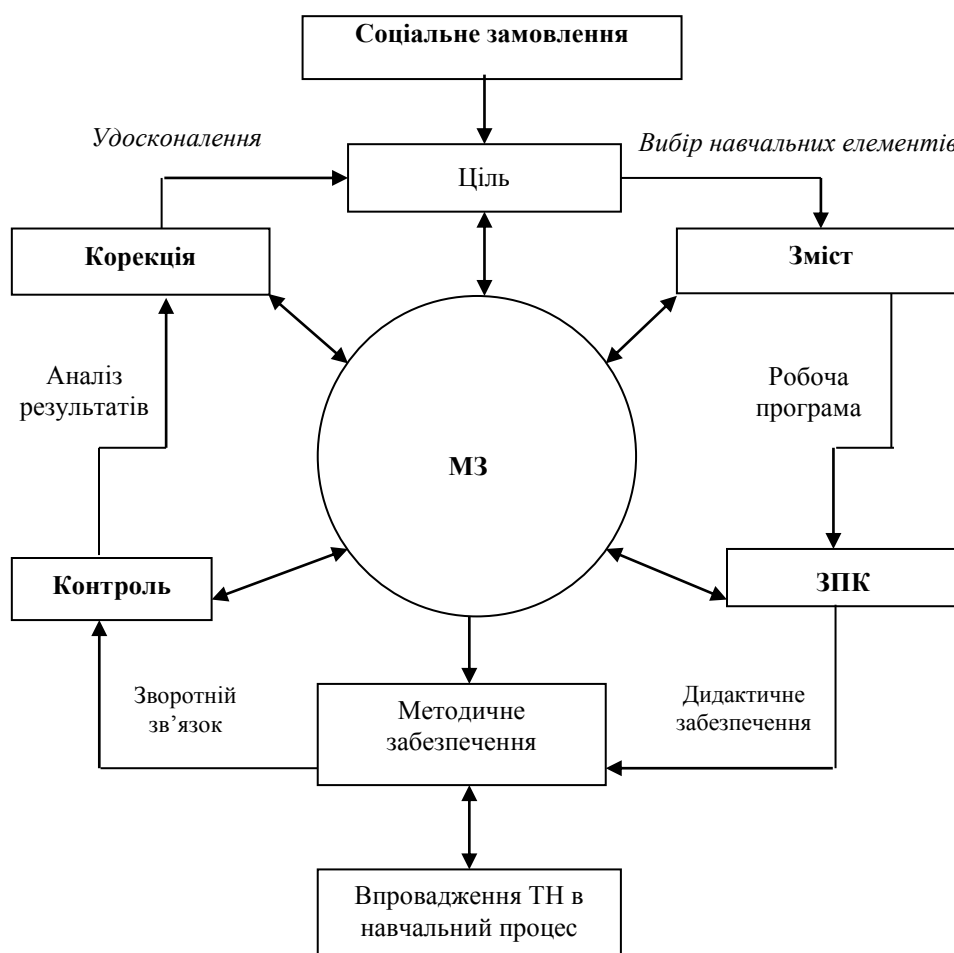 Соціальне замовлення
Удосконалення
Вибір навчальних елементів
Ціль
Корекція
Зміст
Аналіз
результатів
Робоча
програма
МЗ
Контроль
ЗПК
Зворотній
зв’язок
Методичне
забезпечення
Дидактичне
забезпечення
Впровадження ТН в
навчальний процес